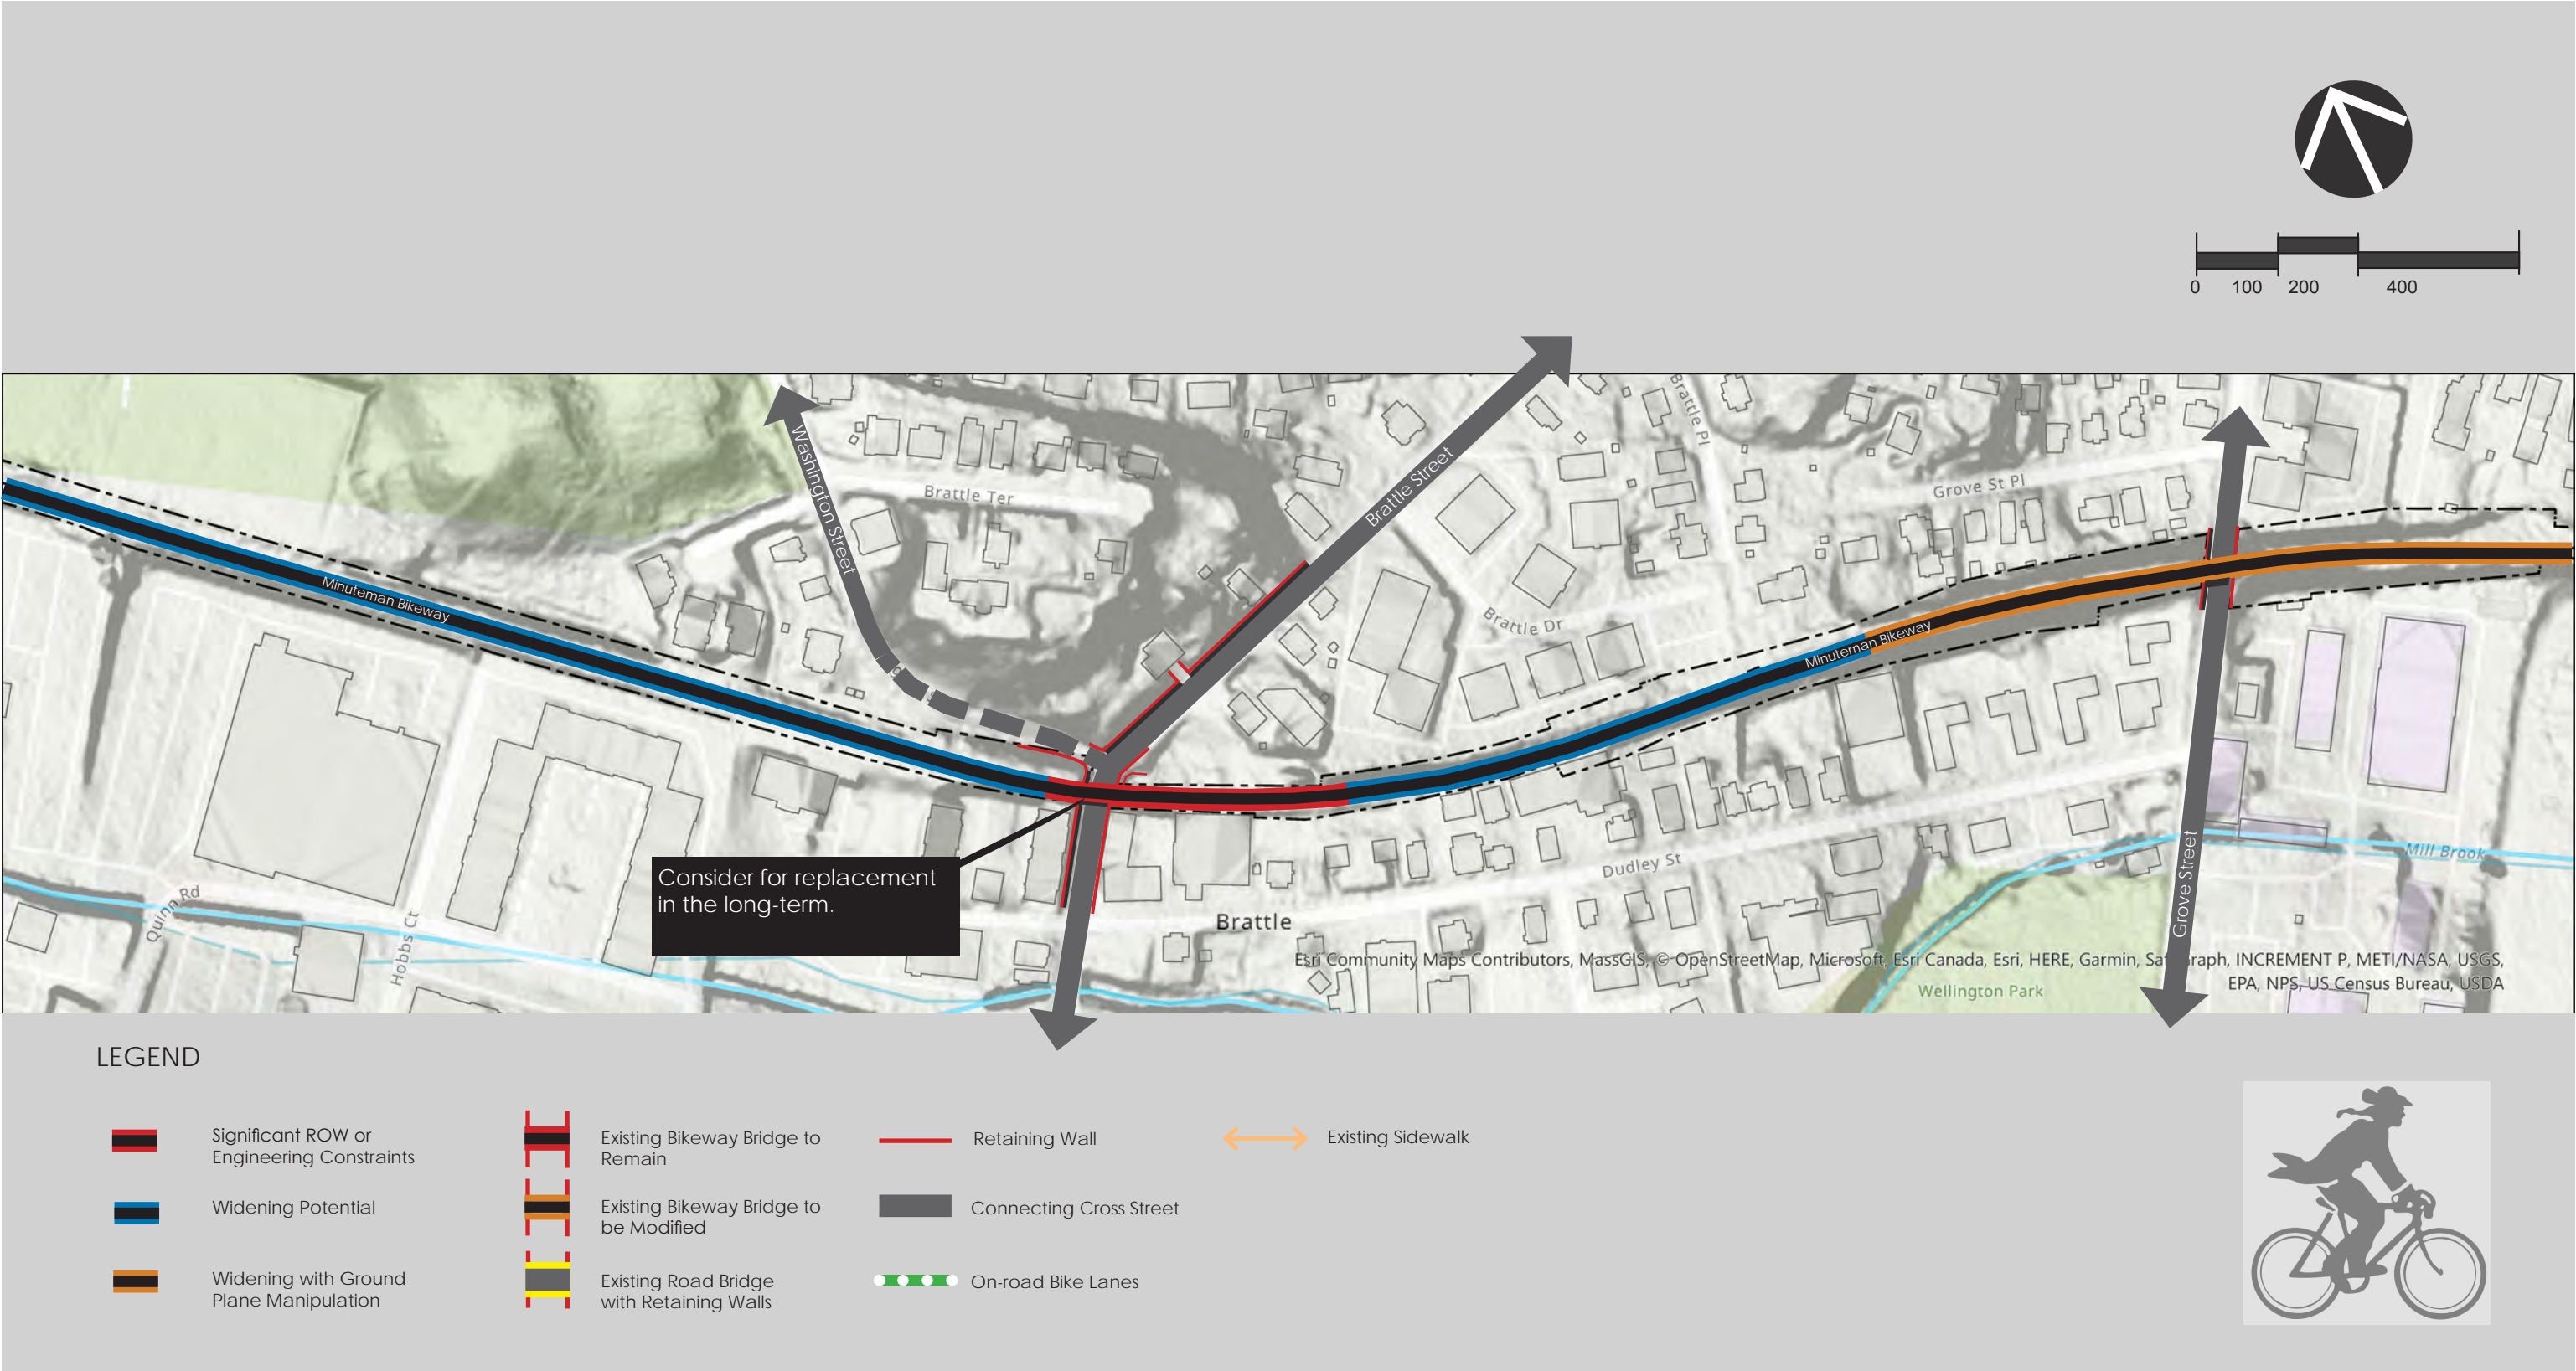 0 100 200 400
Brattle Pl
Washington Street
Brattle Street
Brattle Ter
Grove St Pl
Minuteman Bikeway
Brattle Dr
Minuteman Bikeway
Grove Street
Mill Brook
Dudley St
Consider for replacement
in the long-term.
Quinn Rd
Hobbs Ct
Brattle
Esri Community Maps Contributors, MassGIS, © OpenStreetMap, Microsoft, Esri Canada, Esri, HERE, Garmin, INCREMENT P, METI/NASA, USGS,
EPA, NPS, US Census Bureau, USDA
Wellington Park
LEGEND
Significant ROW or
Engineering Constraints
Widening Potential
Widening with Ground
Plane Manipulation
Existing Bikeway Bridge to
Remain
Existing Bikeway Bridge to
be Modified
Existing Road Bridge
with Retaining Walls
Retaining Wall
Connecting Cross Street
On-road Bike Lanes
Existing Sidewalk